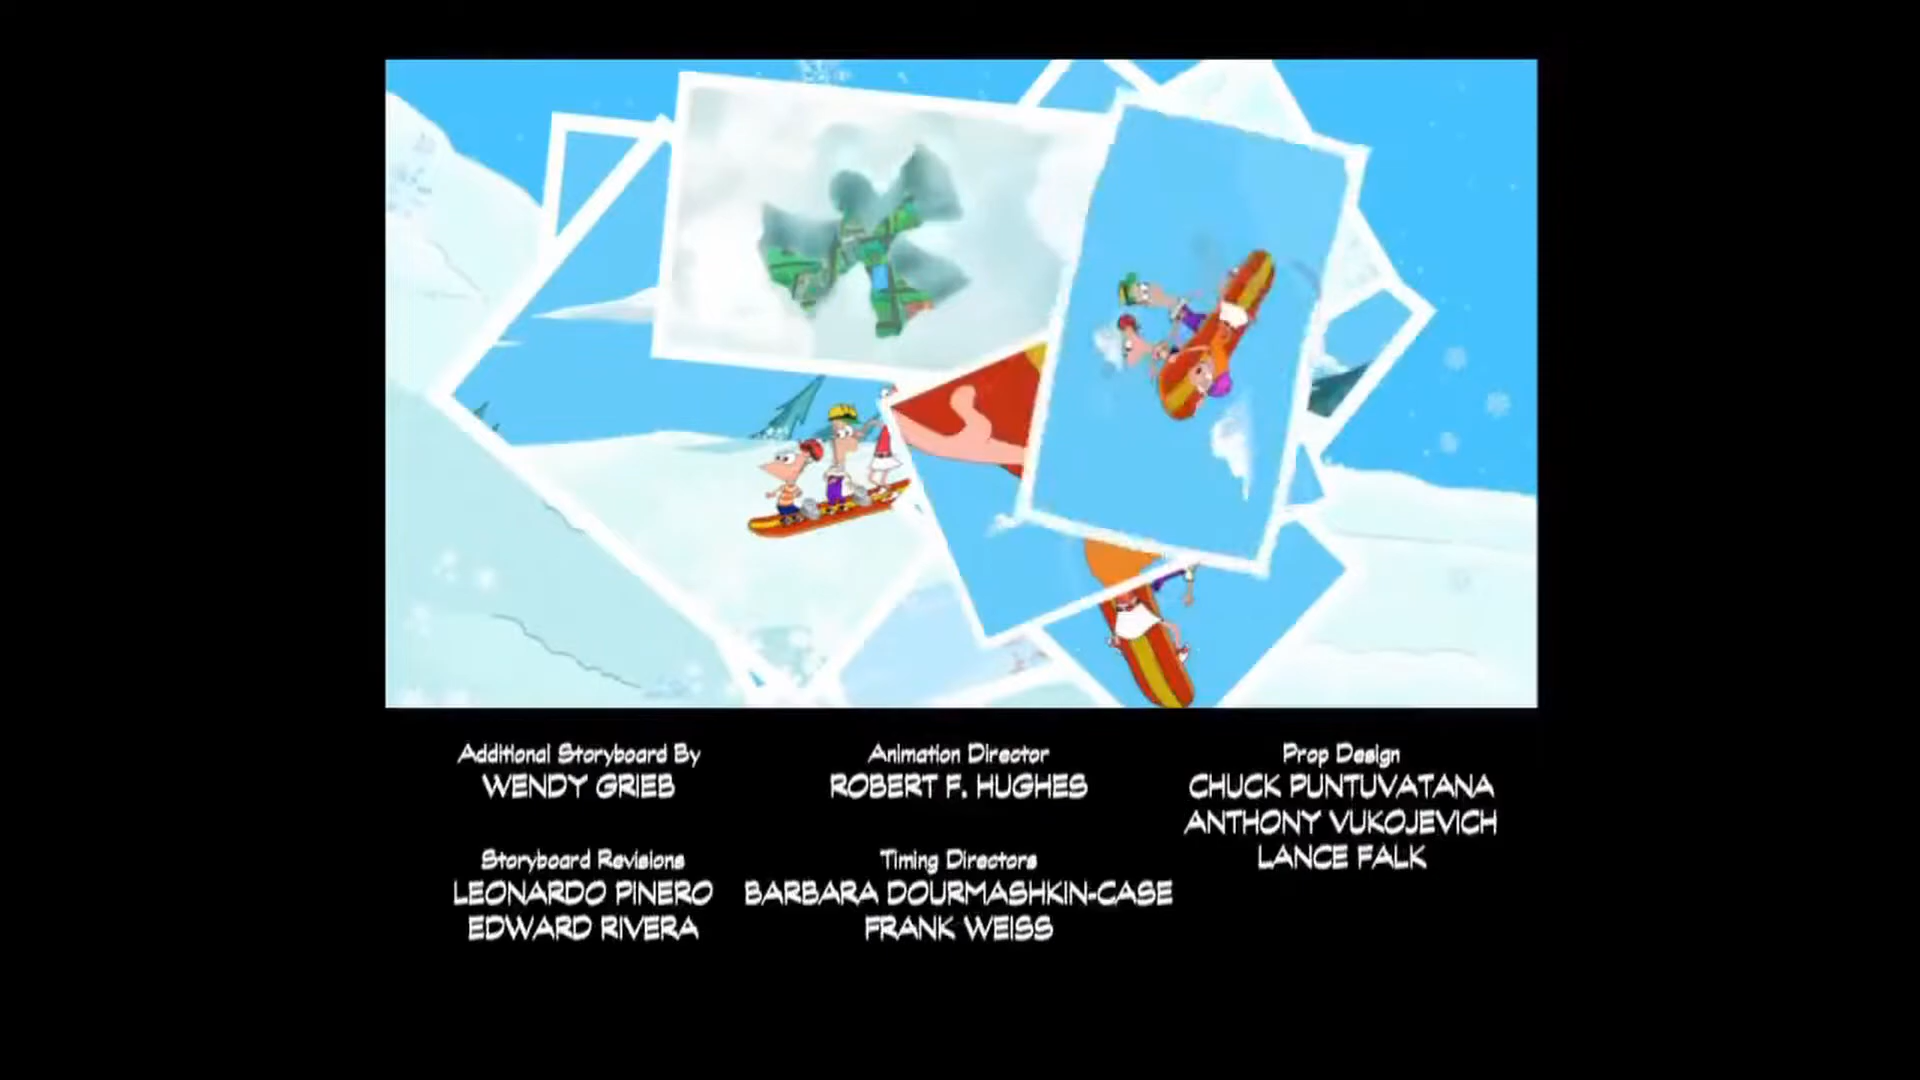 Additional Storyboard By
WENDY GRIEB
Storyboard Revisions
LEONARDO PINERO
EDWARD RIVERA
Animation Director
ROBERT F. HUGHES
Timing Directors
BARBARA DOURMASHKIN-CASE
FRANK WEISS
Prop Design
CHUCK PUNTUVATANA
ANTHONY VUKOJEVICH
LANCE FALK